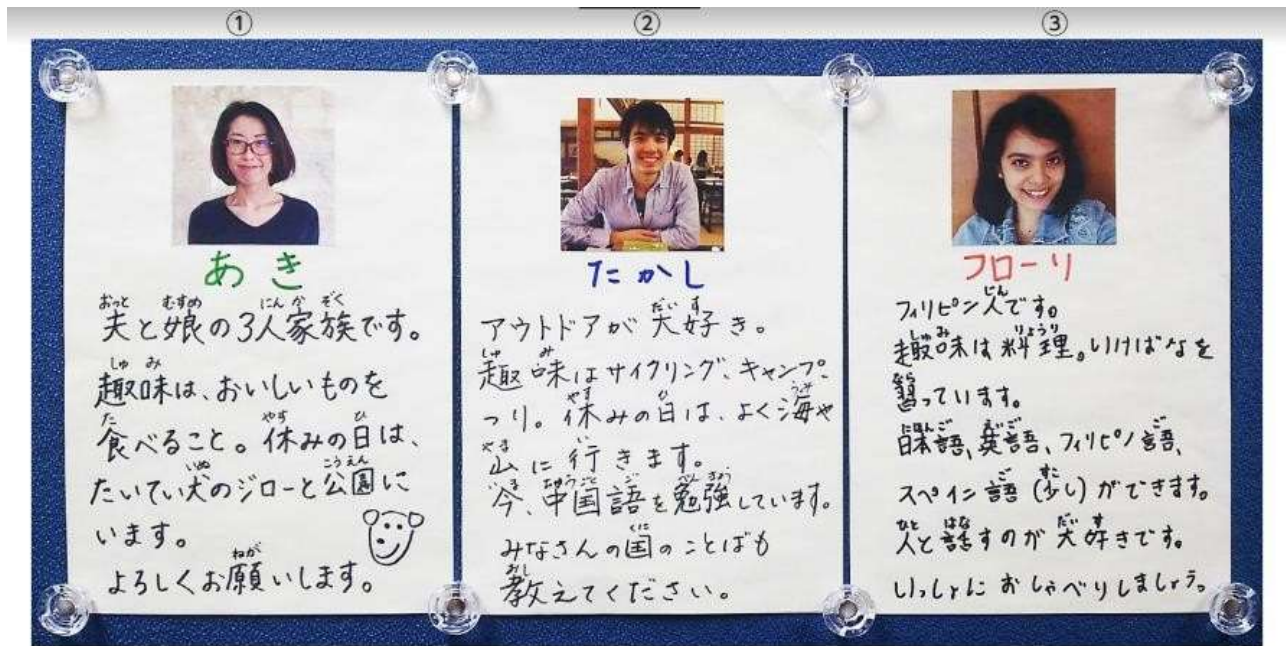 ①
あき
夫と娘の3人家族です。
趣味は、おいしいものを
食べること。休みの日は、
たいてい犬のジローと公園に
います。
よろしくお願いします。
②
たかし
アウトドアが大好き。
趣味はサイクリング、キャンプ、
つり。休みの日は、よく海や
山に行きます。
今、中国語を勉強しています。
みなさんの国のことばも
教えてください。
③
フローリ
フィリピン人です。
趣味は料理。いけばなを
習っています。
日本語、英語、フィリピノ語、
スペイン語(少し)ができます。
人と話すのが大好きです。
いっしょにおしゃべりしましょう。